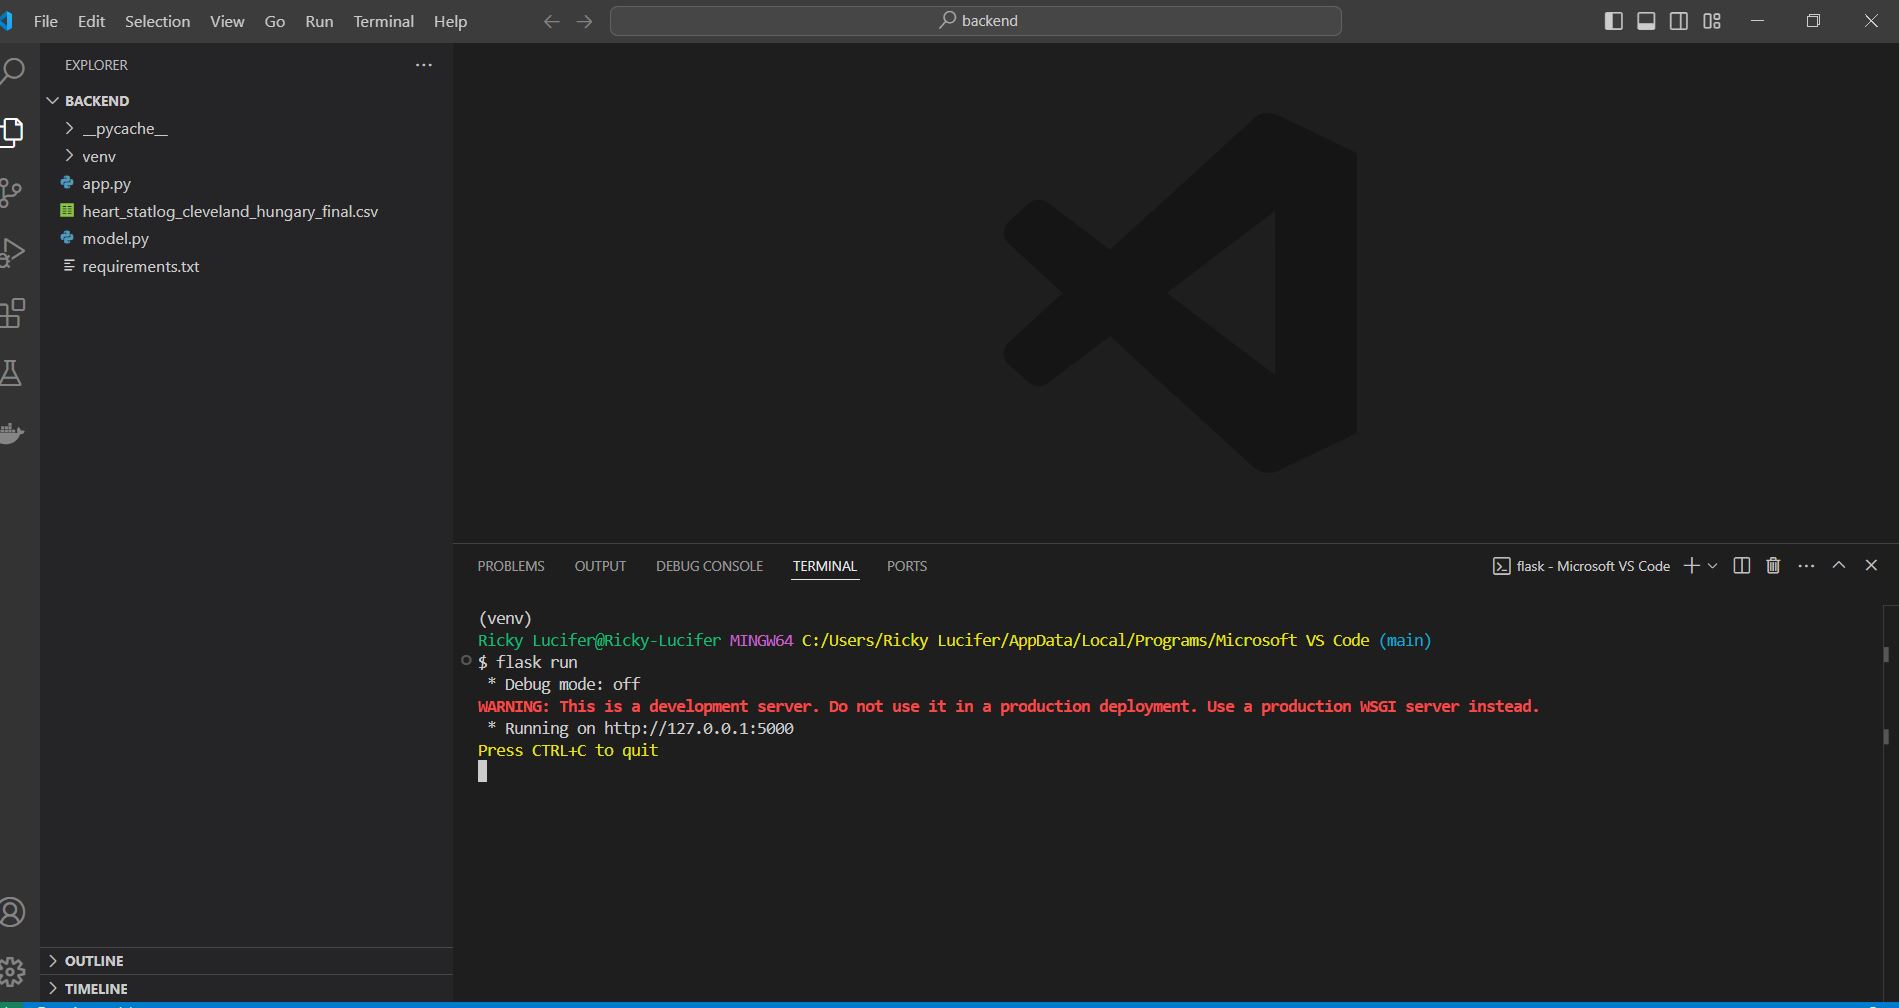 File Edit Selection View Go Run Terminal Help
backend
EXPLORER
BACKEND
__pycache__
venv
app.py
heart_statlog_cleveland_hungary_final.csv
model.py
requirements.txt
OUTLINE
TIMELINE
PROBLEMS OUTPUT DEBUG CONSOLE TERMINAL PORTS
flask - Microsoft VS Code
(venv)
Ricky Lucifer@Ricky-Lucifer MINGW64 C:/Users/Ricky Lucifer/AppData/Local/Programs/Microsoft VS Code (main)
$ flask run
* Debug mode: off
WARNING: This is a development server. Do not use it in a production deployment. Use a production WSGI server instead.
* Running on http://127.0.0.1:5000
Press CTRL+C to quit